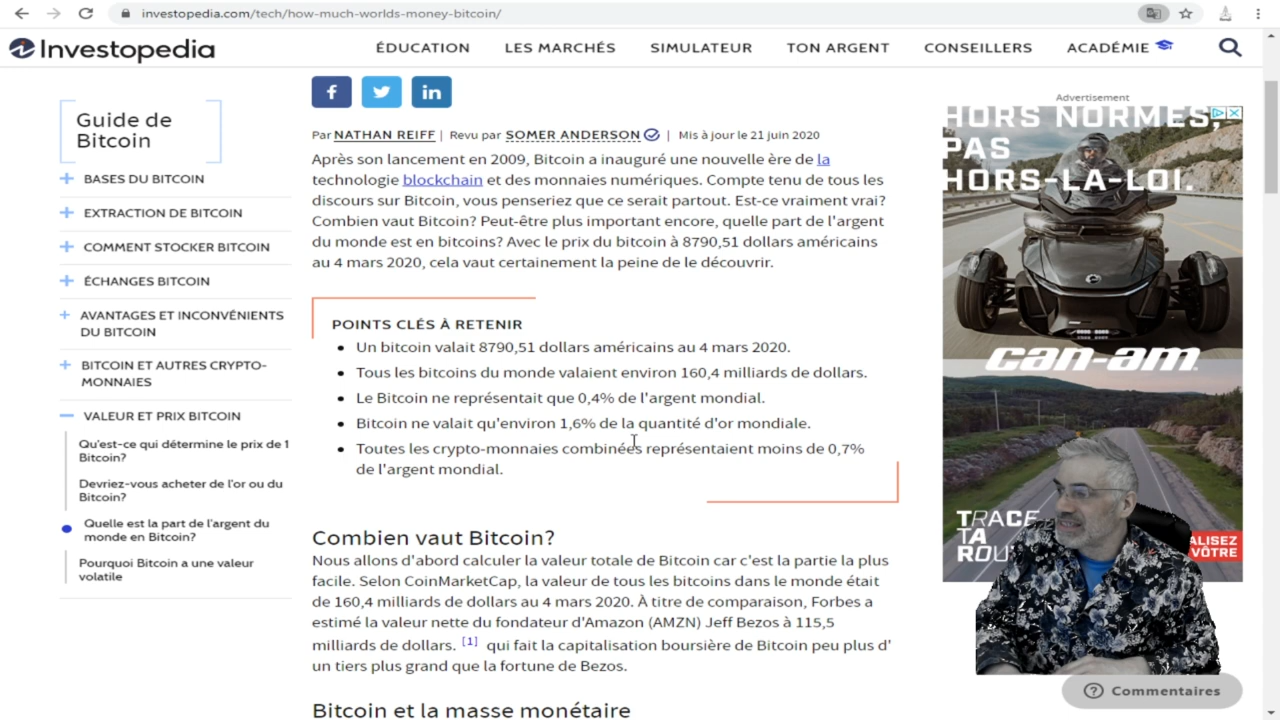 investopedia.com/tech/how-much-worlds-money-bitcoin/
Investopedia
ÉDUCATION
LES MARCHÉS
SIMULATEUR
TON ARGENT
CONSEILLERS
ACADÉMIE
Guide de
Bitcoin
BASES DU BITCOIN
EXTRACTION DE BITCOIN
COMMENT STOCKER BITCOIN
ÉCHANGES BITCOIN
AVANTAGES ET INCONVÉNIENTS
DU BITCOIN
BITCOIN ET AUTRES CRYPTO-
MONNAIES
VALEUR ET PRIX BITCOIN
Qu'est-ce qui détermine le prix de 1
Bitcoin?
Devriez-vous acheter de l'or ou du
Bitcoin?
Quelle est la part de l'argent du
monde en Bitcoin?
Pourquoi Bitcoin a une valeur
volatile
Par NATHAN REIFF | Revu par SOMER ANDERSON | Mis à jour le 21 juin 2020
Après son lancement en 2009, Bitcoin a inauguré une nouvelle ère de la
technologie blockchain et des monnaies numériques. Compte tenu de tous les
discours sur Bitcoin, vous penseriez que ce serait partout. Est-ce vraiment vrai?
Combien vaut Bitcoin? Peut-être plus important encore, quelle part de l'argent
du monde est en bitcoins? Avec le prix du bitcoin à 8790,51 dollars américains
au 4 mars 2020, cela vaut certainement la peine de le découvrir.
POINTS CLÉS À RETENIR
Un bitcoin valait 8790,51 dollars américains au 4 mars 2020.
Tous les bitcoins du monde valaient environ 160,4 milliards de dollars.
Le Bitcoin ne représentait que 0,4% de l'argent mondial.
Bitcoin ne valait qu'environ 1,6% de la quantité d'or mondiale.
Toutes les crypto-monnaies combinées représentaient moins de 0,7%
de l'argent mondial.
Combien vaut Bitcoin?
Nous allons d'abord calculer la valeur totale de Bitcoin car c'est la partie la plus
facile. Selon CoinMarketCap, la valeur de tous les bitcoins dans le monde était
de 160,4 milliards de dollars au 4 mars 2020. À titre de comparaison, Forbes a
estimé la valeur nette du fondateur d'Amazon (AMZN) Jeff Bezos à 115,5
milliards de dollars. [1] qui fait la capitalisation boursière de Bitcoin peu plus d'
un tiers plus grand que la fortune de Bezos.
Bitcoin et la masse monétaire
Advertisement
HORS NORMES,
PAS
HORS-LA-LOI.
can-am
TRACE
TA
ROU
ALISEZ
VÔTRE
Commentaires